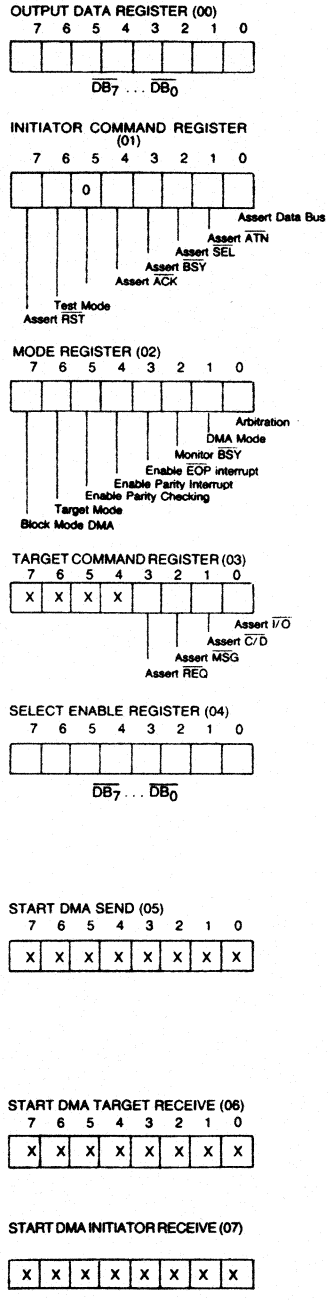 OUTPUT DATA REGISTER (00)
7 6 5 4 3 2 1 0
DB7 ... DB0
INITIATOR COMMAND REGISTER
(01)
7 6 5 4 3 2 1 0
0
Assert Data Bus
Assert ATN
Assert SEL
Assert BSY
Assert ACK
Test Mode
Assert RST
MODE REGISTER (02)
7 6 5 4 3 2 1 0
Arbitration
DMA Mode
Monitor BSY
Enable EOP interrupt
Enable Parity Interrupt
Enable Parity Checking
Target Mode
Block Mode DMA
TARGET COMMAND REGISTER (03)
7 6 5 4 3 2 1 0
X X X X
Assert I/O
Assert C/D
Assert MSG
Assert REQ
SELECT ENABLE REGISTER (04)
7 6 5 4 3 2 1 0
DB7 ... DB0
START DMA SEND (05)
7 6 5 4 3 2 1 0
X X X X X X X X
START DMA TARGET RECEIVE (06)
7 6 5 4 3 2 1 0
X X X X X X X X
START DMA INITIATOR RECEIVE (07)
X X X X X X X X